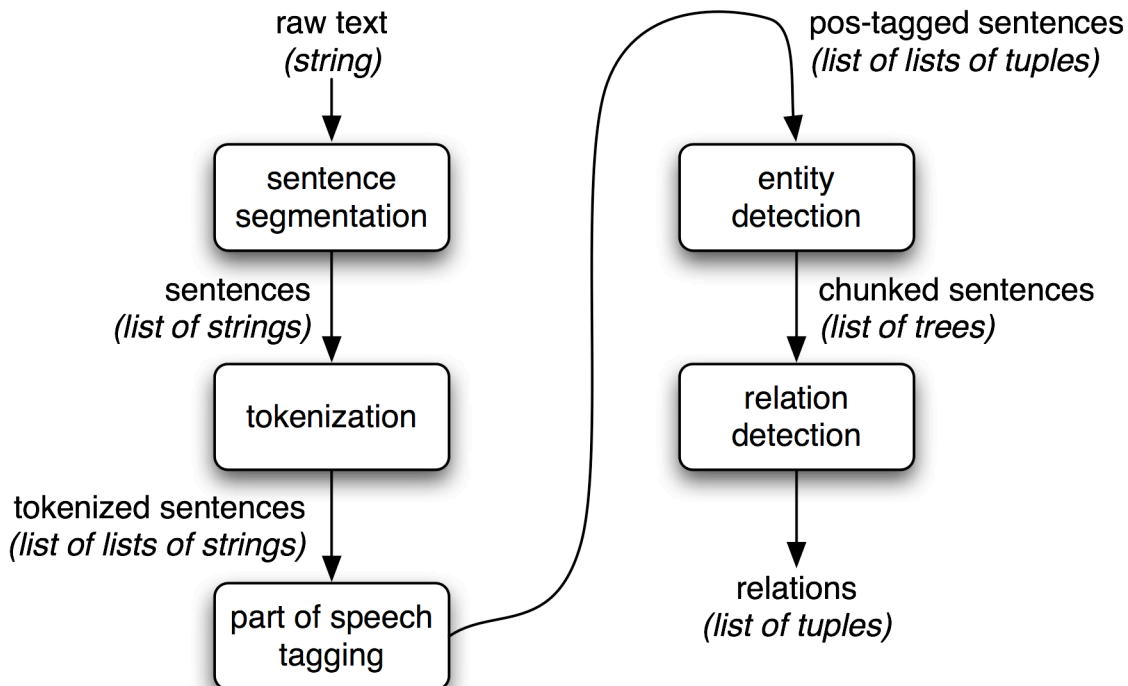 raw text
(string)
sentence
segmentation
sentences
(list of strings)
tokenization
tokenized sentences
(list of lists of strings)
part of speech
tagging
pos-tagged sentences
(list of lists of tuples)
entity
detection
chunked sentences
(list of trees)
relation
detection
relations
(list of tuples)